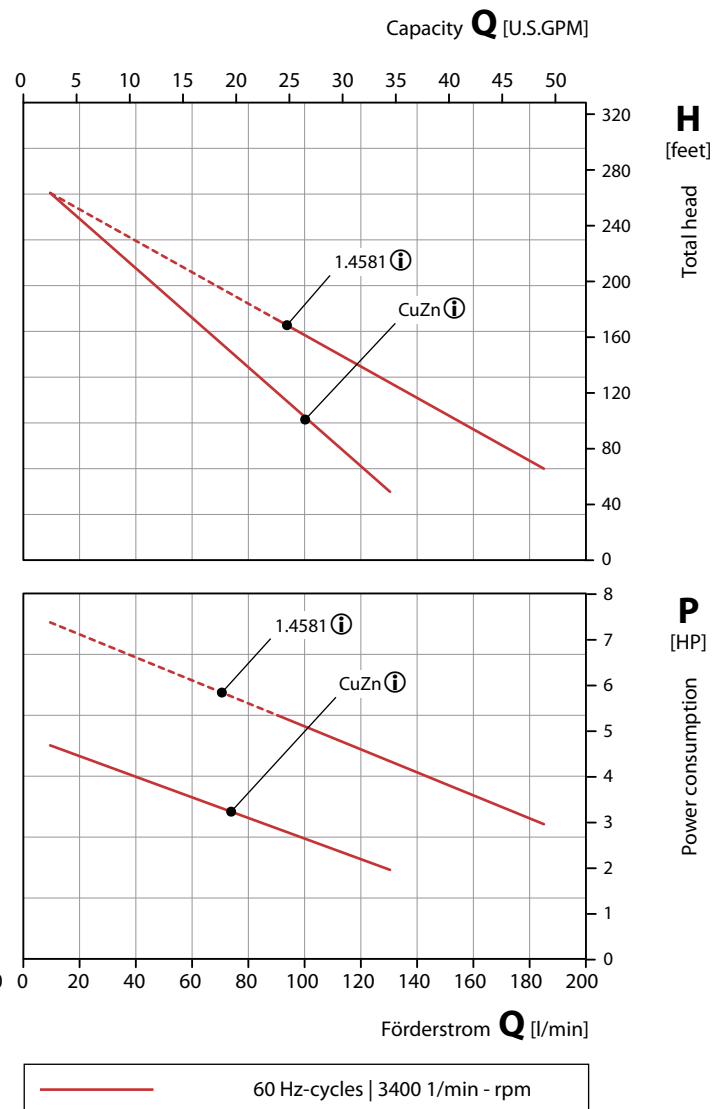 Capacity Q [U.S.GPM]
0 5 10 15 20 25 30 35 40 45 50
320
280
240
200
160
120
80
40
0
H
[feet]
Total head
1.4581 ⓘ
CuZn ⓘ
8
7
6
5
4
3
2
1
0
P
[HP]
Power consumption
1.4581 ⓘ
CuZn ⓘ
0 0 20 40 60 80 100 120 140 160 180 200
Förderstrom Q [l/min]
60 Hz-cycles | 3400 1/min - rpm